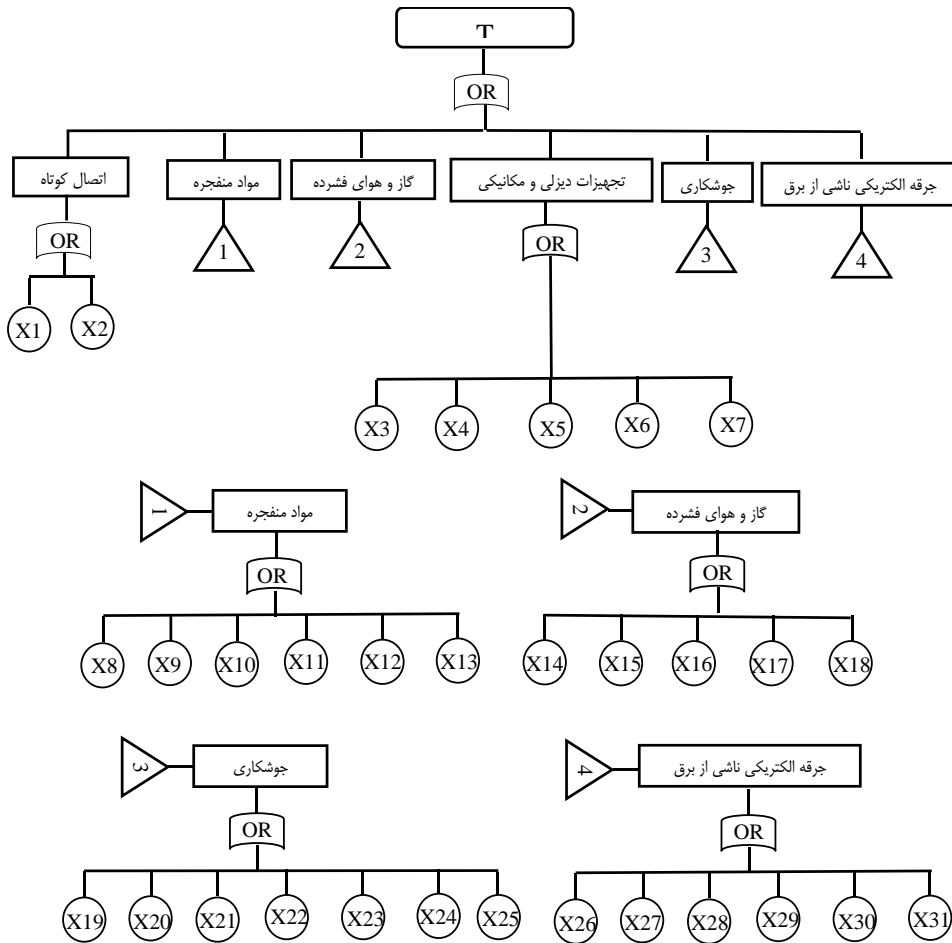 T
OR
اتصال کوتاه
مواد منفجره
گاز و هوای فشرده
تجهیزات دیزلی و مکانیکی
جوشکاری
جرقه الکتریکی ناشی از برق
OR
1
2
OR
3
4
X1
X2
X3
X4
X5
X6
X7
1
مواد منفجره
OR
X8
X9
X10
X11
X12
X13
2
گاز و هوای فشرده
OR
X14
X15
X16
X17
X18
3
جوشکاری
OR
X19
X20
X21
X22
X23
X24
X25
4
جرقه الکتریکی ناشی از برق
OR
X26
X27
X28
X29
X30
X31